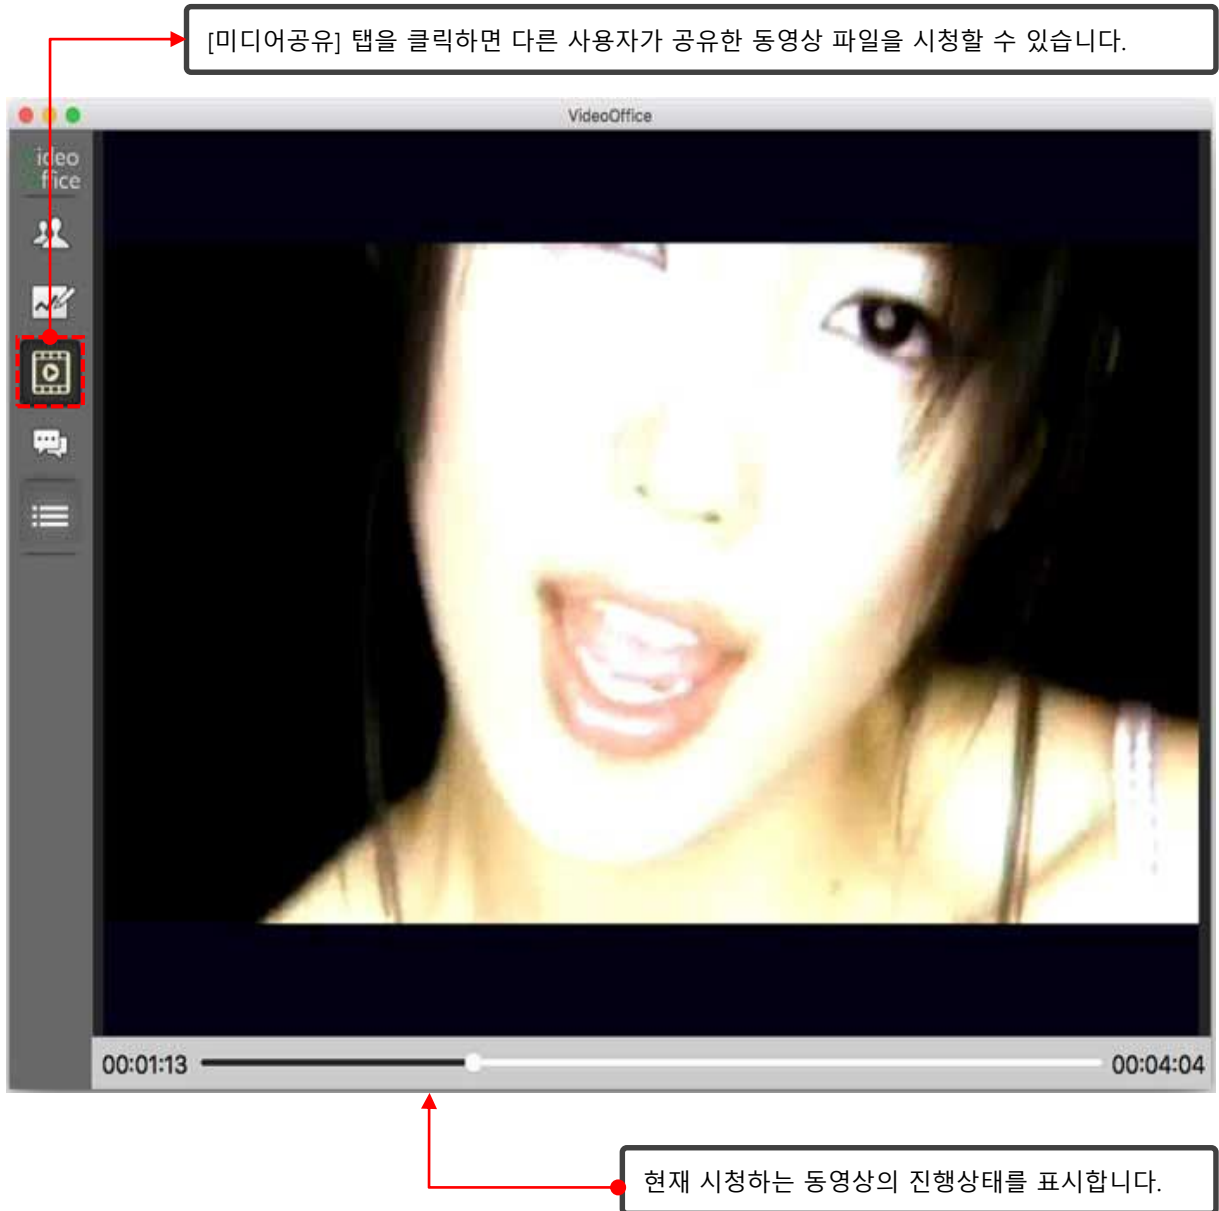 [미디어공유] 탭을 클릭하면 다른 사용자가 공유한 동영상 파일을 시청할 수 있습니다.
VideoOffice
ideo
ffice
00:01:13
00:04:04
현재 시청하는 동영상의 진행상태를 표시합니다.